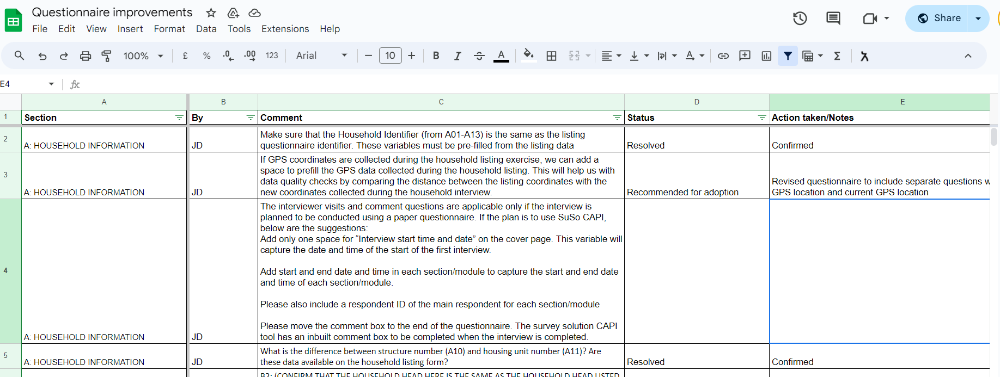 Questionnaire improvements
File Edit View Insert Format Data Tools Extensions Help
Share
100% £ % .0 .00 123 Arial 10 B I S A A Σ
E4 fx
A B C D E
1 Section By Comment Status Action taken/Notes
2 A: HOUSEHOLD INFORMATION JD
Make sure that the Household Identifier (from A01-A13) is the same as the listing
questionnaire identifier. These variables must be pre-filled from the listing data
Resolved Confirmed
3 A: HOUSEHOLD INFORMATION JD
If GPS coordinates are collected during the household listing exercise, we can add a
space to prefill the GPS data collected during the household listing. This will help us with
data quality checks by comparing the distance between the listing coordinates with the
new coordinates collected during the household interview.
Recommended for adoption
Revised questionnaire to include separate questions w
GPS location and current GPS location
4 A: HOUSEHOLD INFORMATION JD
The interviewer visits and comment questions are applicable only if the interview is
planned to be conducted using a paper questionnaire. If the plan is to use SuSo CAPI,
below are the suggestions:
Add only one space for “Interview start time and date” on the cover page. This variable will
capture the date and time of the start of the first interview.
Add start and end date and time in each section/module to capture the start and end date
and time of each section/module.
Please also include a respondent ID of the main respondent for each section/module
Please move the comment box to the end of the questionnaire. The survey solution CAPI
tool has an inbuilt comment box to be completed when the interview is completed.
5 A: HOUSEHOLD INFORMATION JD
What is the difference between structure number (A10) and housing unit number (A11)? Are
these data available on the household listing form?
Resolved Confirmed
B2: (CONFIRM THAT THE HOUSEHOLD HEAD HERE IS THE SAME AS THE HOUSEHOLD HEAD LISTED